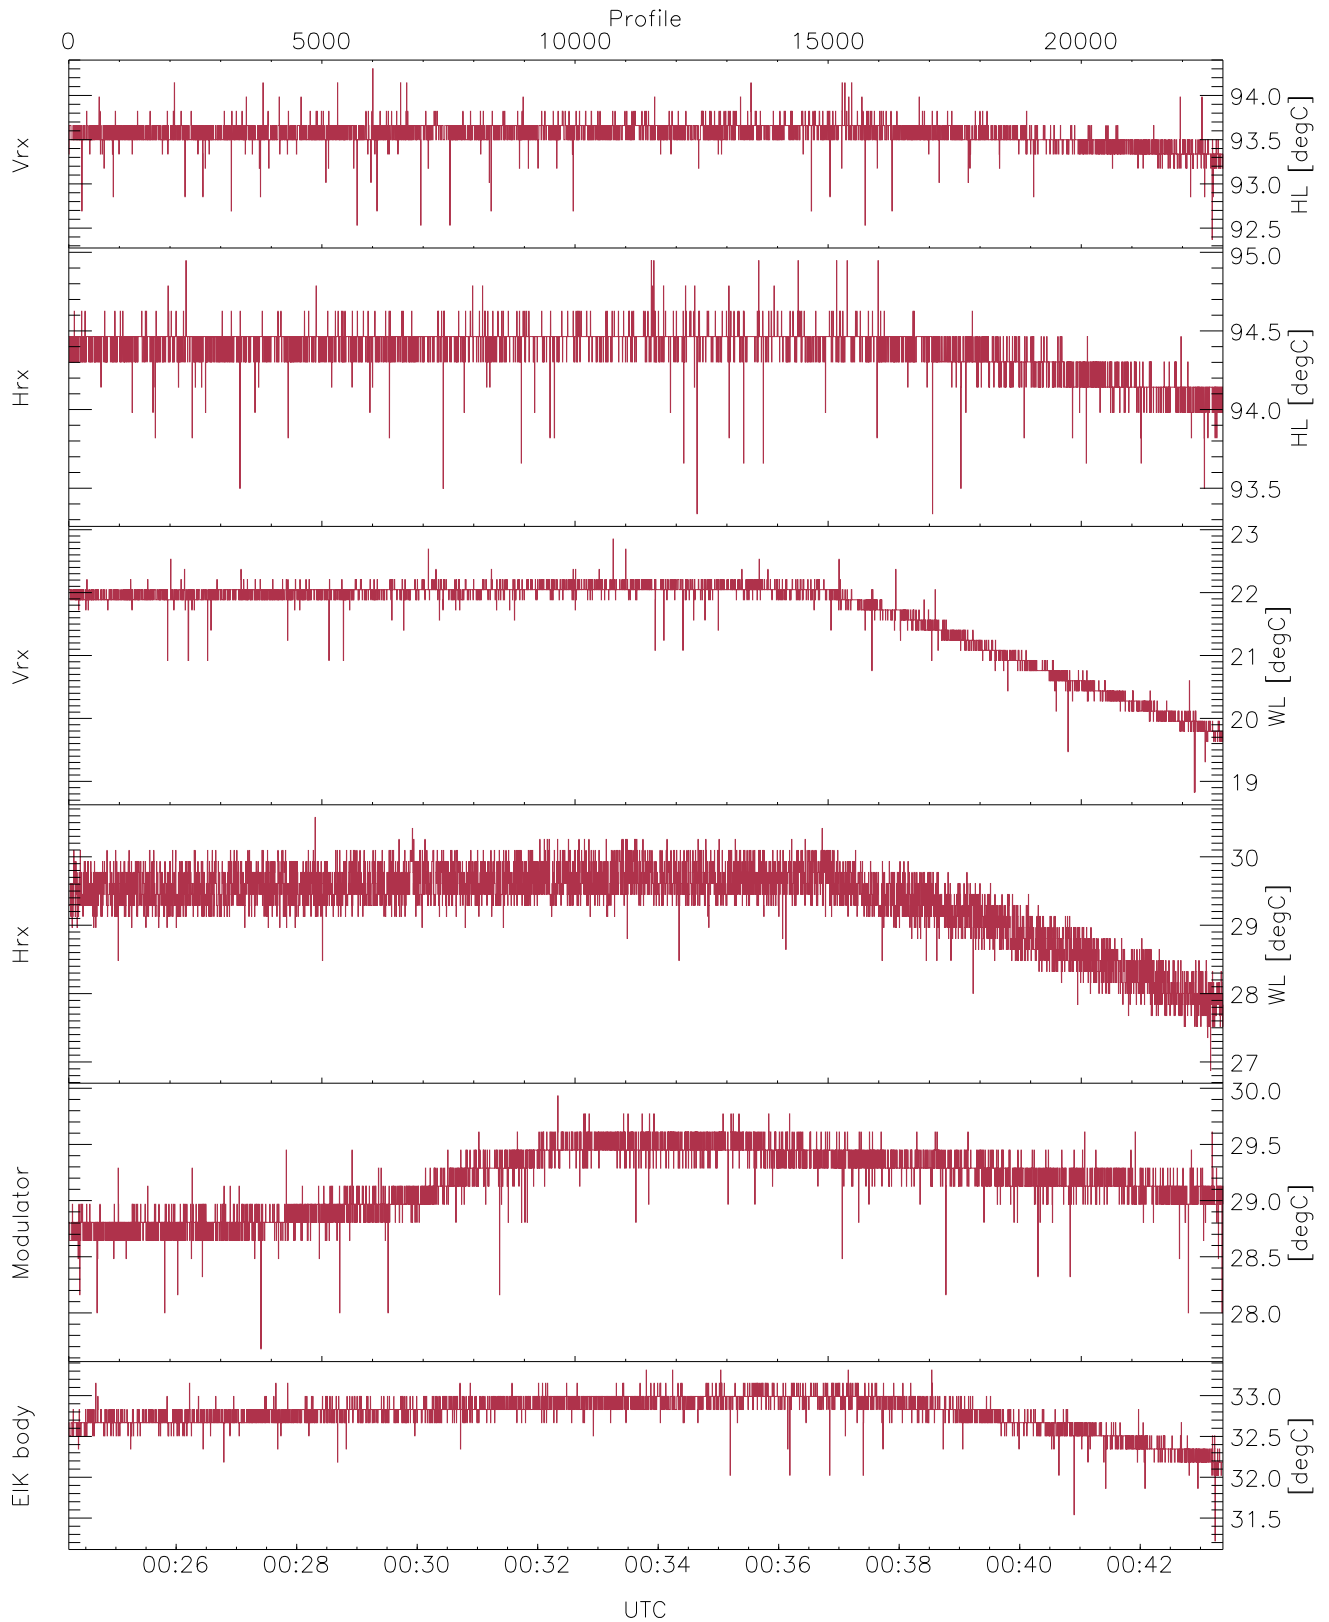 Profile
0 5000 10000 15000 20000
Vrx
94.0
93.5
93.0
92.5
HL [degC]
Hrx
95.0
94.5
94.0
93.5
HL [degC]
Vrx
23
22
21
20
19
WL [degC]
Hrx
30
29
28
27
WL [degC]
Modulator
30.0
29.5
29.0
28.5
28.0
[degC]
EIK body
33.0
32.5
32.0
31.5
[degC]
00:26 00:28 00:30 00:32 00:34 00:36 00:38 00:40 00:42
UTC